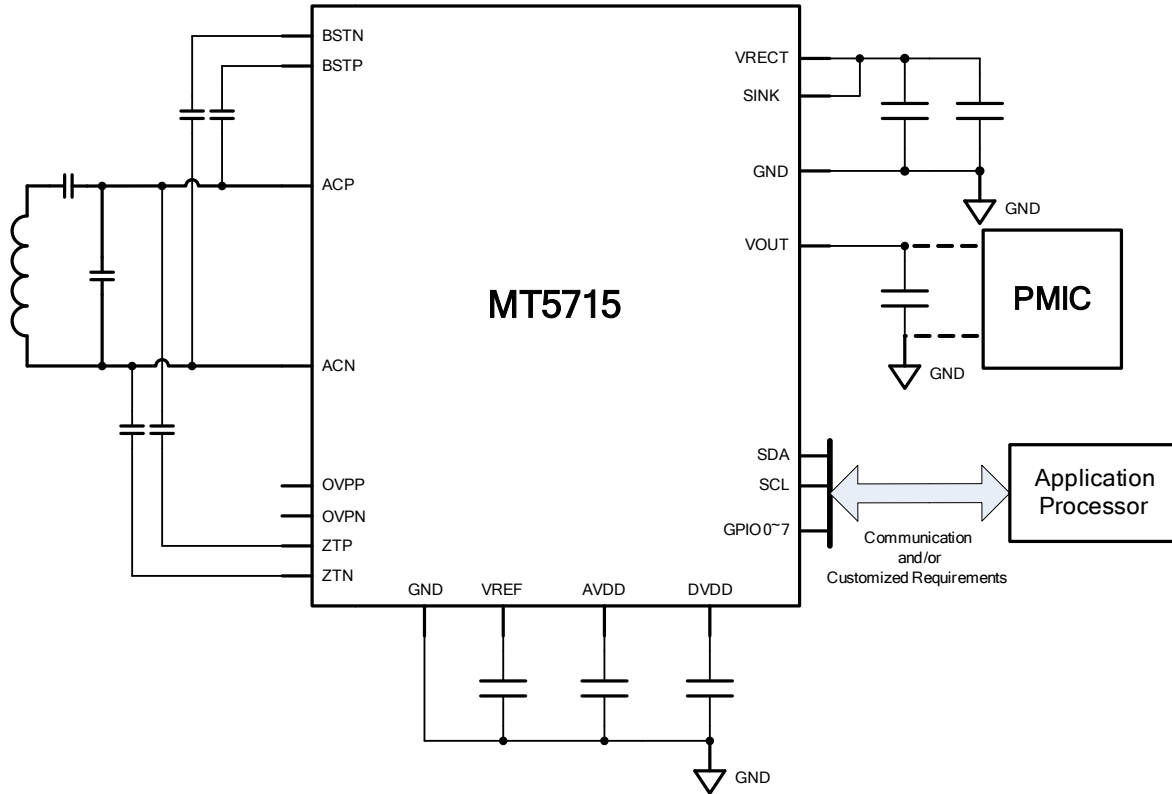 BSTN
BSTP
ACP
ACN
OVPP
OVPN
ZTP
ZTN
MT5715
GND
VREF
AVDD
DVDD
GND
VRECT
SINK
GND
GND
VOUT
PMIC
GND
SDA
SCL
GPIO0~7
Communication
and/or
Customized Requirements
Application
Processor